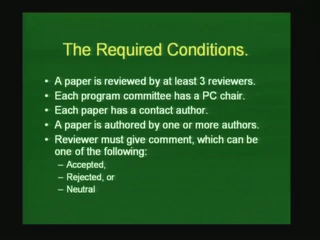 The Required Conditions.
• A paper is reviewed by at least 3 reviewers.
• Each program committee has a PC chair.
• Each paper has a contact author.
• A paper is authored by one or more authors.
• Reviewer must give comment, which can be
one of the following:
– Accepted,
– Rejected, or
– Neutral